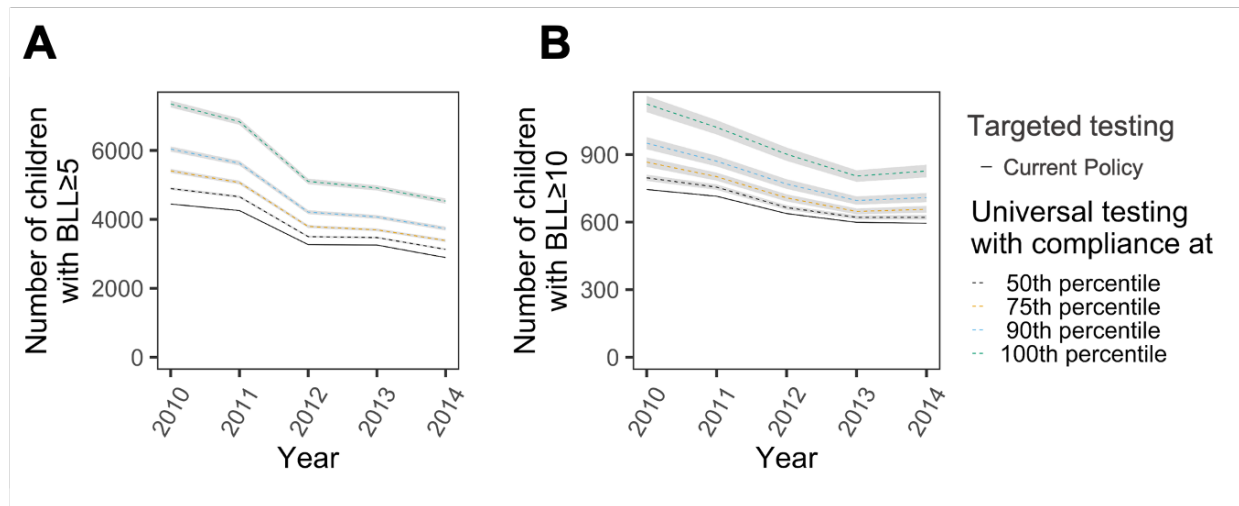 A
Number of children
with BLL≥5
6000
4000
2000
0
2010
2011
2012
2013
2014
Year
B
Number of children
with BLL≥10
900
600
300
0
2010
2011
2012
2013
2014
Year
Targeted testing
Current Policy
Universal testing
with compliance at
50th percentile
75th percentile
90th percentile
100th percentile